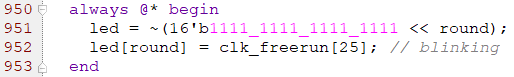 950 always @* begin
951 led = ~(16'b1111_1111_1111_1111 << round);
952 led[round] = clk_freerun[25]; // blinking
953 end